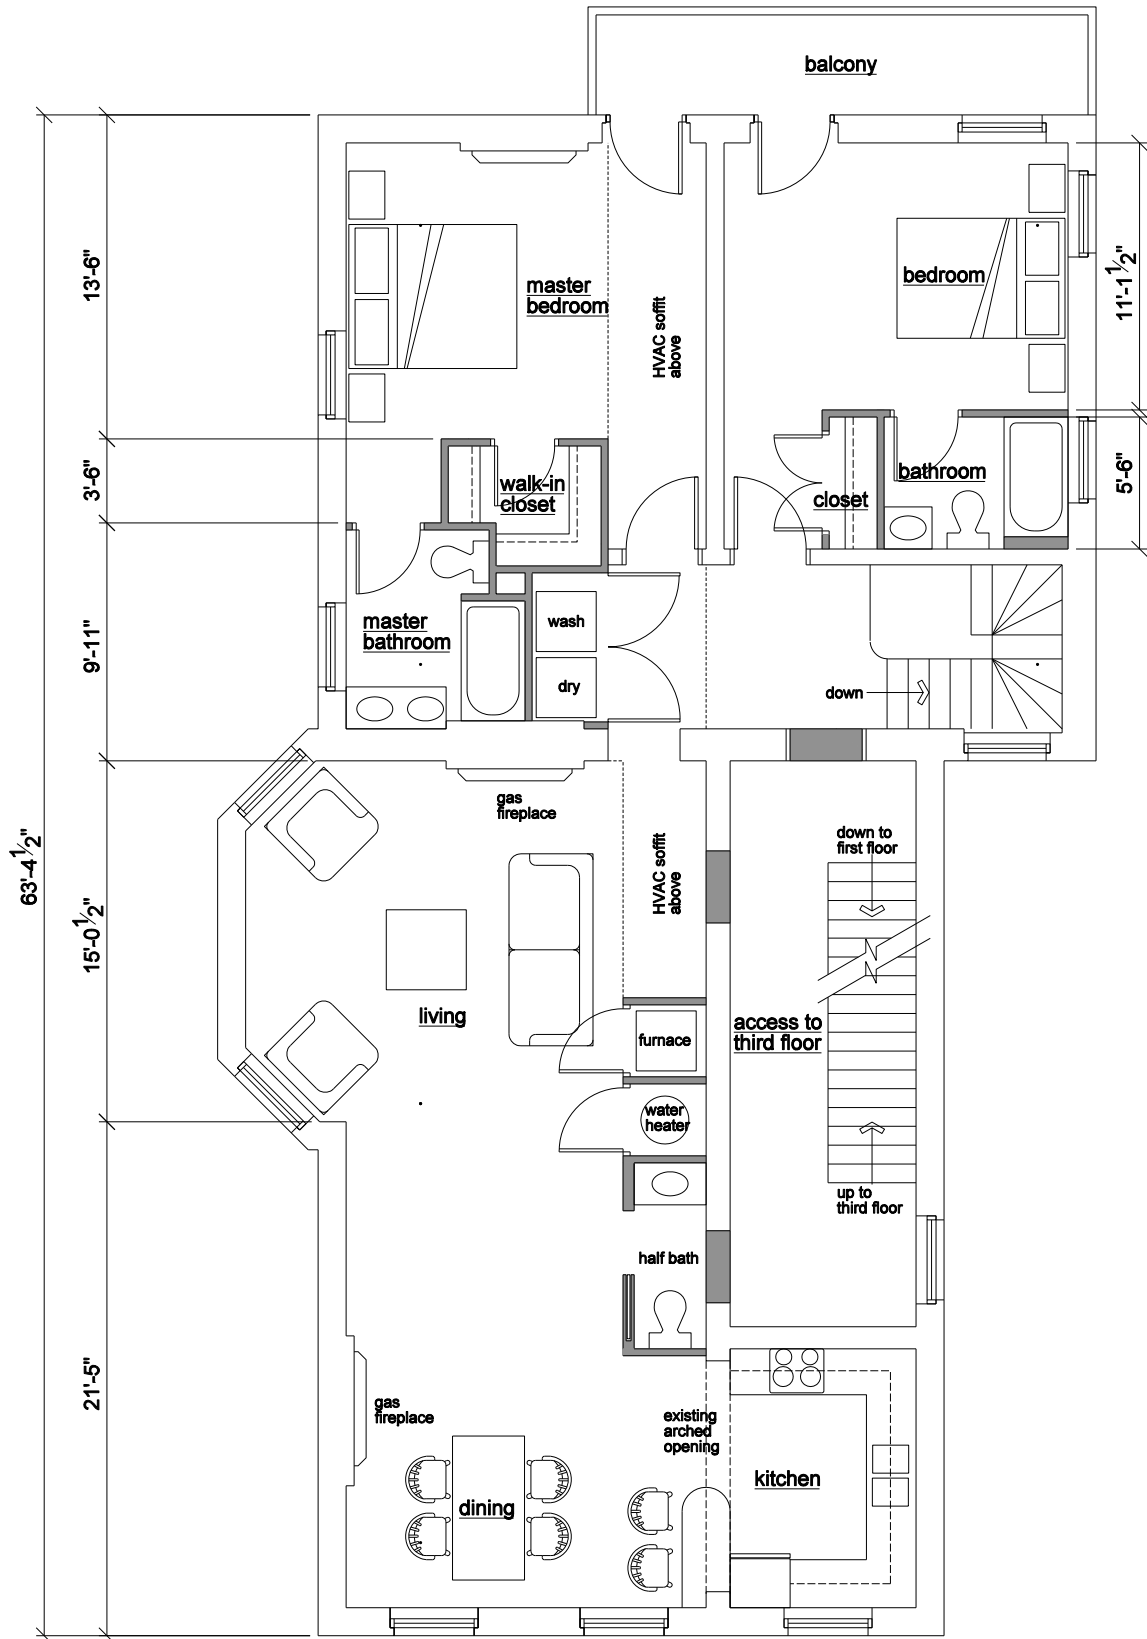 balcony
13'-6"
master
bedroom
HVAC soffit
above
bedroom
11'-1 1/2"
3'-6"
walk-in
closet
closet
bathroom
5'-6"
9'-11"
master
bathroom
wash
dry
down
gas
fireplace
63'-4 1/2"
15'-0 1/2"
HVAC soffit
above
down to
first floor
living
furnace
access to
third floor
water
heater
up to
third floor
half bath
21'-5"
gas
fireplace
existing
arched
opening
kitchen
dining